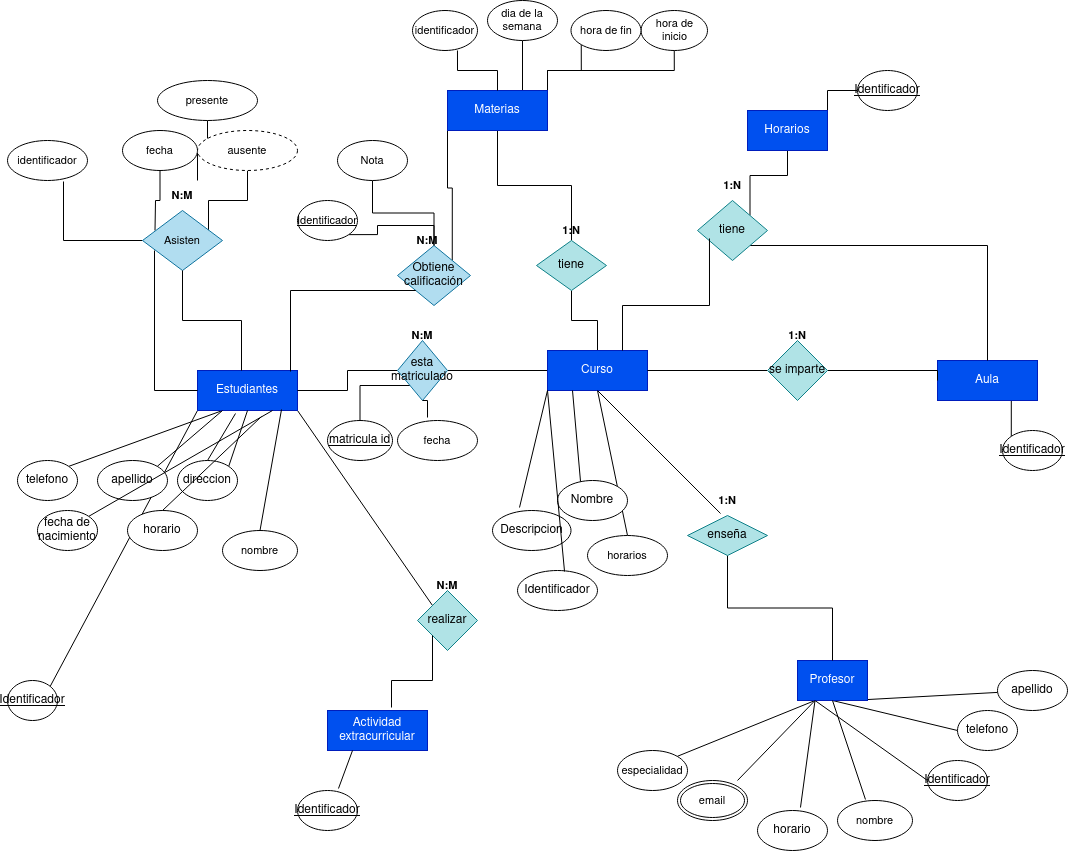 identificador
dia de la
semana
hora de fin
hora de
inicio
Materias
Identificador
Horarios
presente
fecha
ausente
identificador
Nota
N:M
1:N
Identificador
Asisten
N:M
1:N
tiene
Obtiene
calificación
tiene
N:M
1:N
Estudiantes
esta
matriculado
Curso
se imparte
Aula
matricula id
fecha
Identificador
telefono
apellido
direccion
Nombre
1:N
fecha de
nacimiento
horario
nombre
Descripcion
enseña
horarios
N:M
Identificador
realizar
Identificador
Profesor
apellido
Actividad
extracurricular
telefono
especialidad
Identificador
email
Identificador
horario
nombre